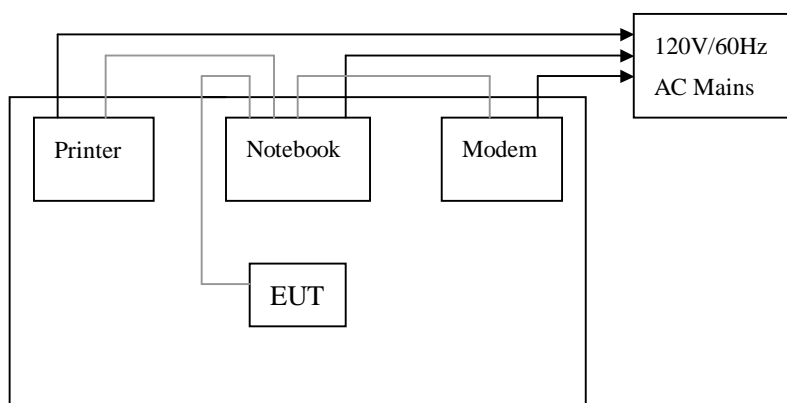 120V/60Hz
AC Mains
Printer
Notebook
Modem
EUT